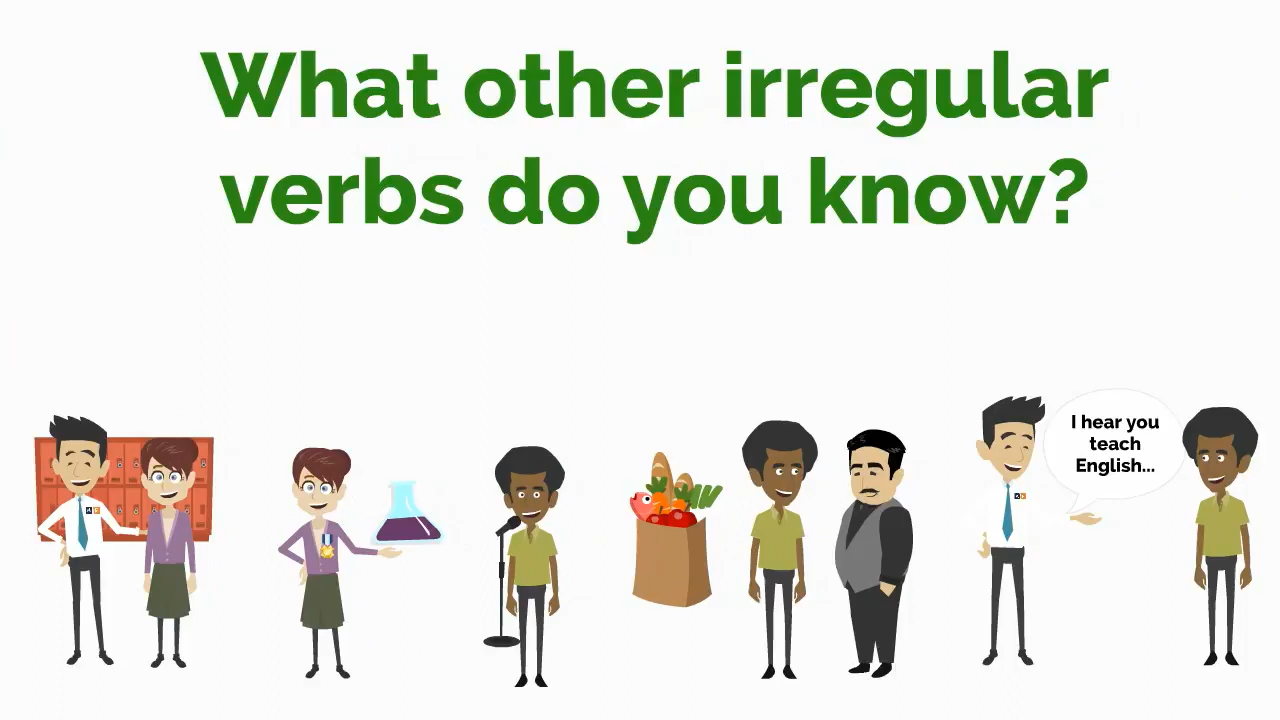 What other irregular
verbs do you know?
I hear you
teach
English...